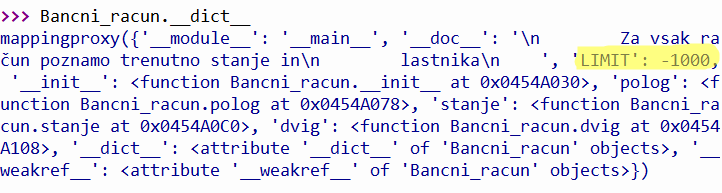 >>> Bancni_racun.__dict__
mappingproxy({'__module__': '__main__', '__doc__': '\n        Za vsak ra
čun poznamo trenutno stanje in\n        lastnika\n    ', 'LIMIT': -1000,
 '__init__': <function Bancni_racun.__init__ at 0x0454A030>, 'polog': <f
unction Bancni_racun.polog at 0x0454A078>, 'stanje': <function Bancni_ra
cun.stanje at 0x0454A0C0>, 'dvig': <function Bancni_racun.dvig at 0x0454
A108>, '__dict__': <attribute '__dict__' of 'Bancni_racun' objects>, '__
weakref__': <attribute '__weakref__' of 'Bancni_racun' objects>})